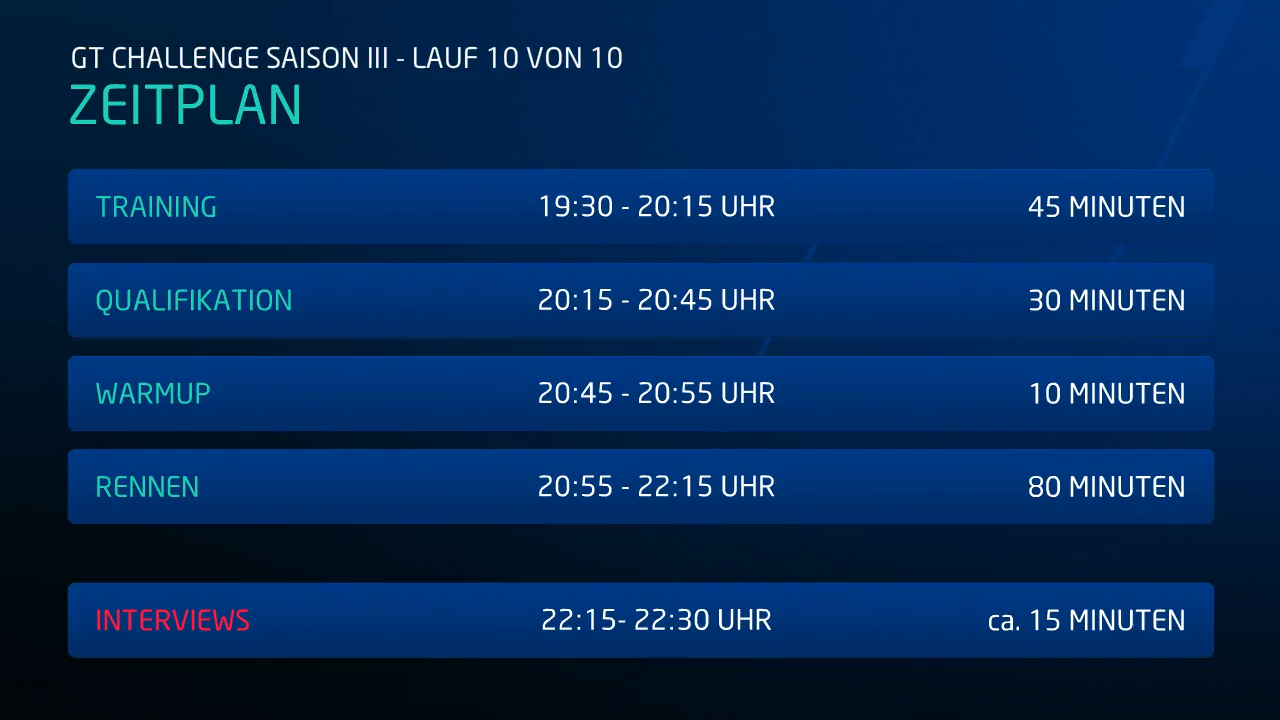 GT CHALLENGE SAISON III - LAUF 10 VON 10
ZEITPLAN
TRAINING 19:30 - 20:15 UHR 45 MINUTEN
QUALIFIKATION 20:15 - 20:45 UHR 30 MINUTEN
WARMUP 20:45 - 20:55 UHR 10 MINUTEN
RENNEN 20:55 - 22:15 UHR 80 MINUTEN
INTERVIEWS 22:15- 22:30 UHR ca. 15 MINUTEN